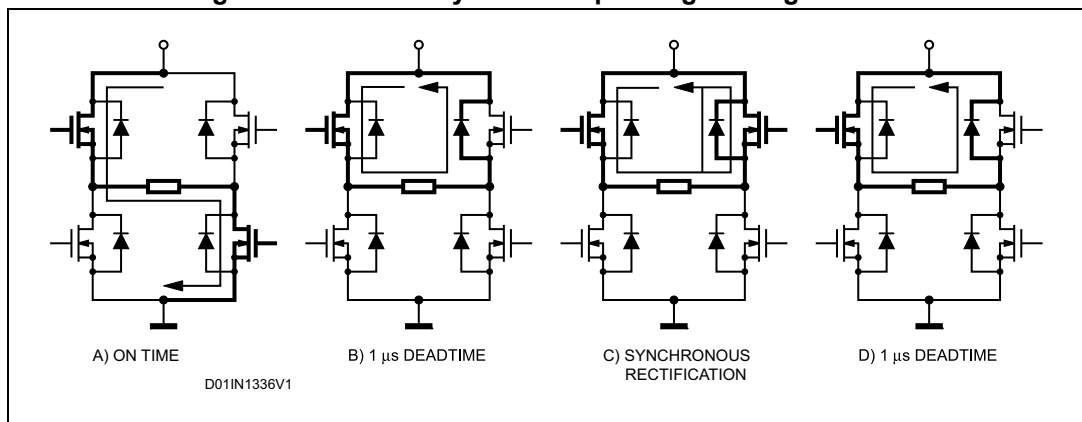 A) ON TIME
B) 1 μs DEADTIME
C) SYNCHRONOUS
RECTIFICATION
D) 1 μs DEADTIME
D01IN1336V1